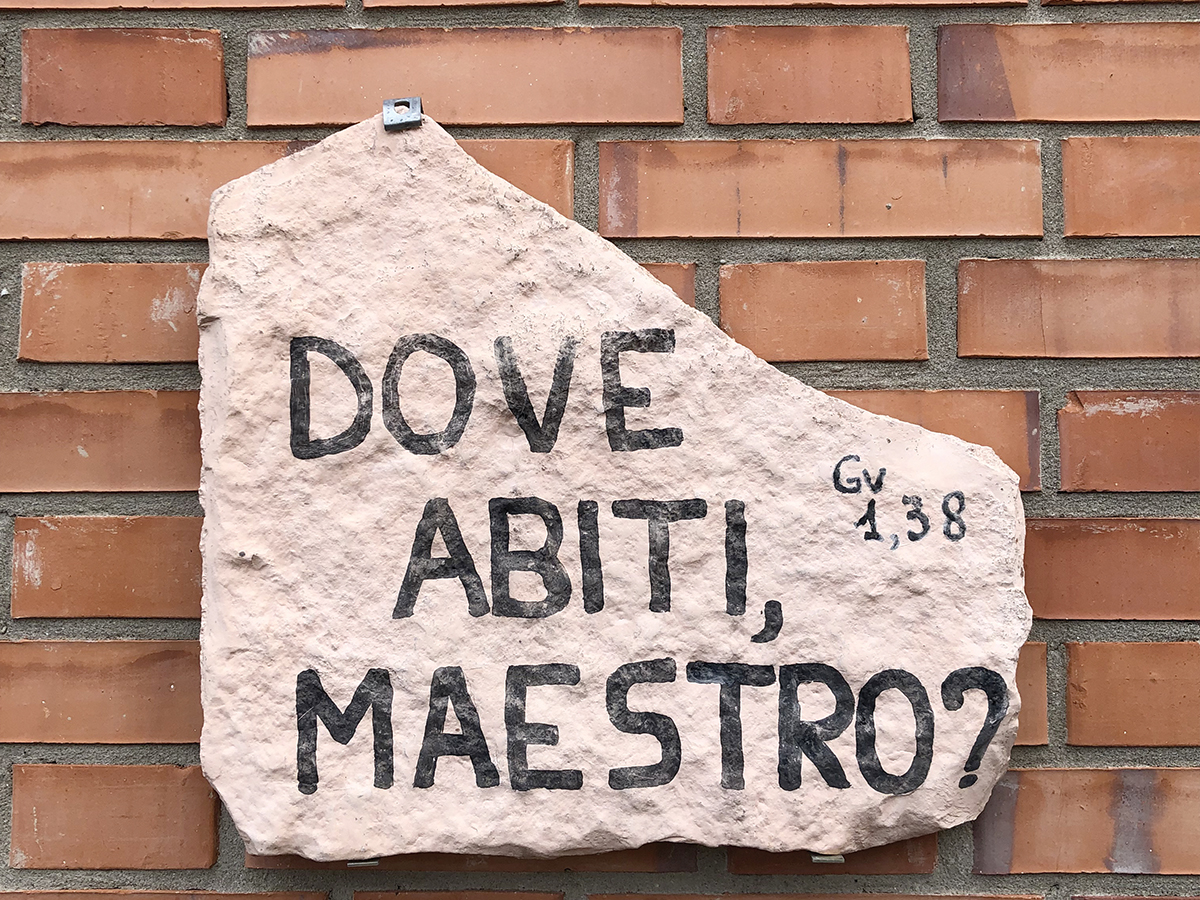 DOVE
ABITI,
MAESTRO?
Gv
1,38